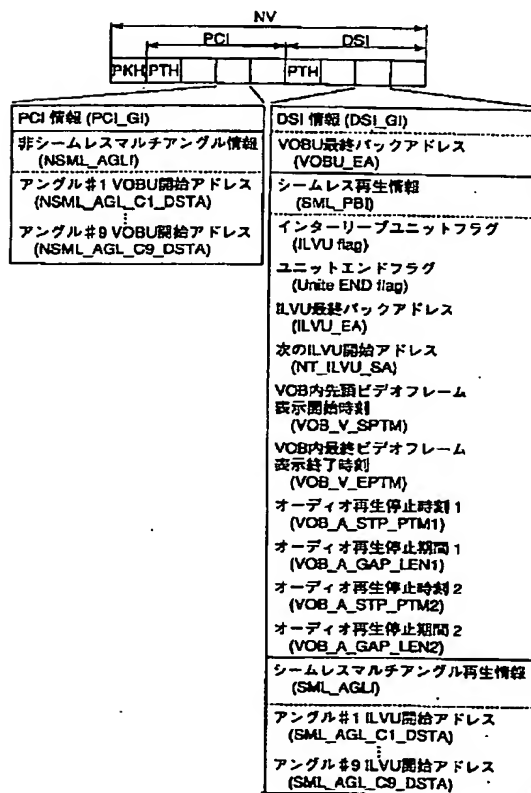 NV
PCI
DSI
PKH PTH PTH
PCI 情報 (PCI_GI)
非シームレスマルチアングル情報
(NSML_AGLI)
アングル#1 VOBU開始アドレス
(NSML_AGL_C1_DSTA)
アングル#9 VOBU開始アドレス
(NSML_AGL_C9_DSTA)
DSI 情報 (DSI_GI)
VOBU最終パックアドレス
(VOBU_EA)
シームレス再生情報
(SML_PBI)
インターリーブユニットフラグ
(ILVU flag)
ユニットエンドフラグ
(Unite END flag)
ILVU最終パックアドレス
(ILVU_EA)
次のILVU開始アドレス
(NT_ILVU_SA)
VOB内先頭ビデオフレーム
表示開始時刻
(VOB_V_SPTM)
VOB内最終ビデオフレーム
表示終了時刻
(VOB_V_EPTM)
オーディオ再生停止時刻 1
(VOB_A_STP_PTM1)
オーディオ再生停止期間 1
(VOB_A_GAP_LEN1)
オーディオ再生停止時刻 2
(VOB_A_STP_PTM2)
オーディオ再生停止期間 2
(VOB_A_GAP_LEN2)
シームレスマルチアングル再生情報
(SML_AGLI)
アングル#1 ILVU開始アドレス
(SML_AGL_C1_DSTA)
アングル#9 ILVU開始アドレス
(SML_AGL_C9_DSTA)